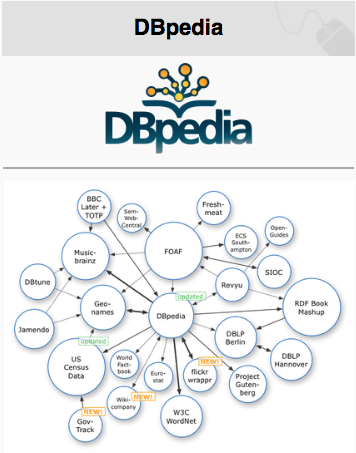 DBpedia
DBpedia
BBC
Later +
TOTP
Sem-
Web-
Central
Fresh-
meat
FOAF
ECS
South-
ampton
Open-
Guides
Music-
brainz
SIOC
DBtune
Revyu
Geo-
names
updated
RDF Book
Mashup
Jamendo
DBpedia
updated
DBLP
Berlin
US
Census
Data
World
Fact-
book
Euro-
stat
NEW!
flickr
wrappr
DBLP
Hannover
Wiki-
company
NEW!
Project
Guten-
berg
NEW!
Gov-
Track
W3C
WordNet